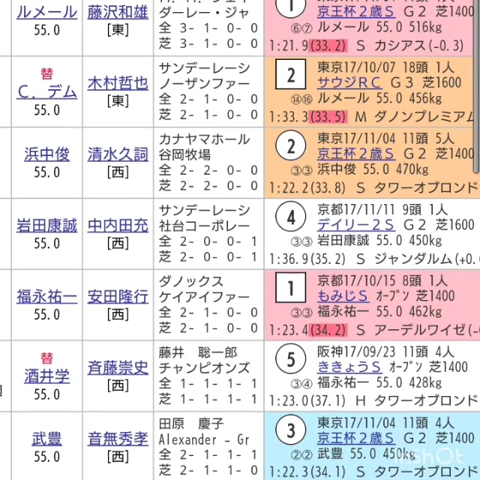 ルメール 藤沢和雄 ダーレー・ジャ ① 京王杯２歳Ｓ Ｇ２ 芝1400
55.0 [東] 全 3- 1- 0- 0 ⑥⑦ ルメール 55.0 516kg
芝 3- 1- 0- 0 1:21.9(33.2) S カシアス(-0.3)
替 サンデーレーシ 2 東京17/10/07 18頭 1人
Ｃ．デム 木村哲也 ノーザンファー サウジＲＣ Ｇ３ 芝1600
55.0 [東] 全 2- 1- 0- 0 ⑭⑯ ルメール 55.0 456kg
芝 2- 1- 0- 0 1:33.3(33.5) M ダノンプレミアム
浜中俊 清水久詞 カナヤマホール ② 東京17/11/04 11頭 5人
55.0 [西] 谷岡牧場 京王杯２歳Ｓ Ｇ２ 芝1400
全 2- 2- 0- 0 ③③ 浜中俊 55.0 470kg
芝 2- 2- 0- 0 1:22.2(33.8) S タワーオブロンド
岩田康誠 中内田充 サンデーレーシ ④ 京都17/11/11 9頭 1人
55.0 [西] 社台コーポレー デイリー２Ｓ Ｇ２ 芝1600
全 2- 0- 0- 1 ③③ 岩田康誠 55.0 450kg
芝 2- 0- 0- 1 1:36.9(35.2) S ジャンダルム(+0.
福永祐一 安田隆行 ダノックス 1 京都17/10/15 8頭 1人
55.0 [西] ケイアイファー もみじＳ オープン 芝1400
全 2- 1- 0- 0 ③③ 福永祐一 55.0 462kg
芝 2- 1- 0- 0 1:23.4(34.2) S アーデルワイゼ(-
替 藤井 聡一郎 ⑤ 阪神17/09/23 11頭 4人
酒井学 斉藤崇史 チャンピオンズ ききょうＳ オープン 芝1400
55.0 [西] 全 1- 1- 1- 1 ③④ 福永祐一 55.0 428kg
芝 1- 1- 1- 1 1:23.0(37.1) H タワーオブロンド
武豊 音無秀孝 田原 慶子 ③ 東京17/11/04 11頭 4人
55.0 [西] Alexander - Gr 京王杯２歳Ｓ Ｇ２ 芝1400
全 2- 1- 1- 0 ②② 武豊 55.0 450kg
芝 2- 1- 1- 0 1:22.3(34.1) S タワーオブロンド